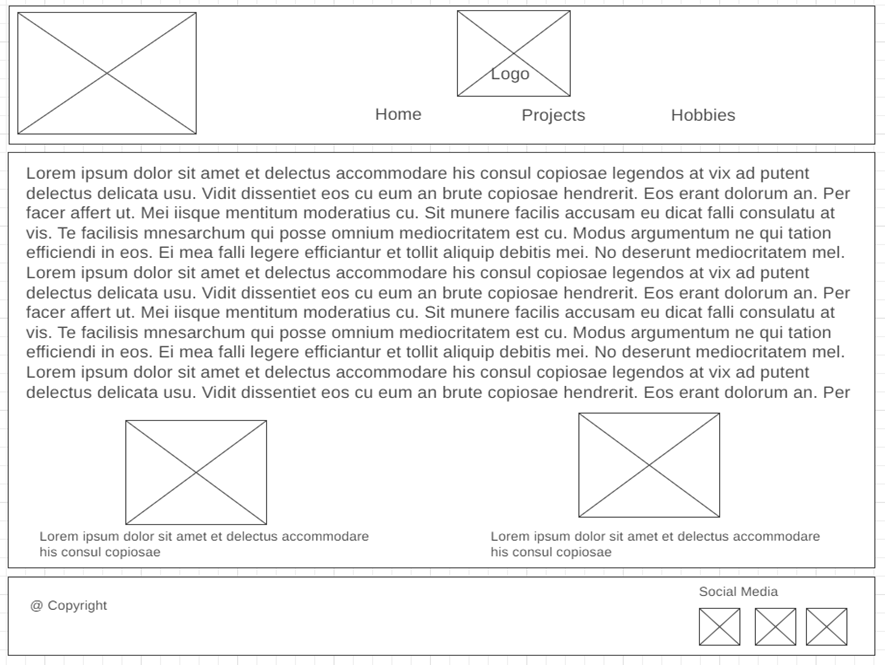 Logo
Home Projects Hobbies
Lorem ipsum dolor sit amet et delectus accommodare his consul copiosae legendos at vix ad putent
delectus delicata usu. Vidit dissentiet eos cu eum an brute copiosae hendrerit. Eos erant dolorum an. Per
facer affert ut. Mei iisque mentitum moderatius cu. Sit munere facilis accusam eu dicat falli consulatu at
vis. Te facilisis mnesarchum qui posse omnium mediocritatem est cu. Modus argumentum ne qui tation
efficiendi in eos. Ei mea falli legere efficiantur et tollit aliquip debitis mei. No deserunt mediocritatem mel.
Lorem ipsum dolor sit amet et delectus accommodare his consul copiosae legendos at vix ad putent
delectus delicata usu. Vidit dissentiet eos cu eum an brute copiosae hendrerit. Eos erant dolorum an. Per
facer affert ut. Mei iisque mentitum moderatius cu. Sit munere facilis accusam eu dicat falli consulatu at
vis. Te facilisis mnesarchum qui posse omnium mediocritatem est cu. Modus argumentum ne qui tation
efficiendi in eos. Ei mea falli legere efficiantur et tollit aliquip debitis mei. No deserunt mediocritatem mel.
Lorem ipsum dolor sit amet et delectus accommodare his consul copiosae legendos at vix ad putent
delectus delicata usu. Vidit dissentiet eos cu eum an brute copiosae hendrerit. Eos erant dolorum an. Per
Lorem ipsum dolor sit amet et delectus accommodare
his consul copiosae
Lorem ipsum dolor sit amet et delectus accommodare
his consul copiosae
@ Copyright
Social Media